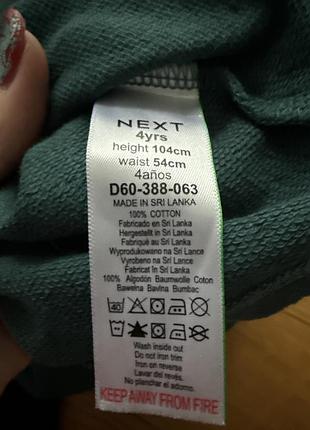 NEXT
4yrs
height 104cm
waist 54cm
4años
D60-388-063
MADE IN SRI LANKA
100% COTTON
Fabricado en Sri Lanka
Hergestellt in Sri Lanka
Fabriqué au Sri Lanka
Wyprodukowano na Sri Lance
Vyrobeno na Sri Lance
Fabricat In Sri Lanka
100% Algodón Baumwolle Coton
Bawełna Bavlna Bumbac
40
Wash inside out
Do not iron trim
Iron on reverse.
Lavar del revés.
No planchar el adorno.
KEEP AWAY FROM FIRE